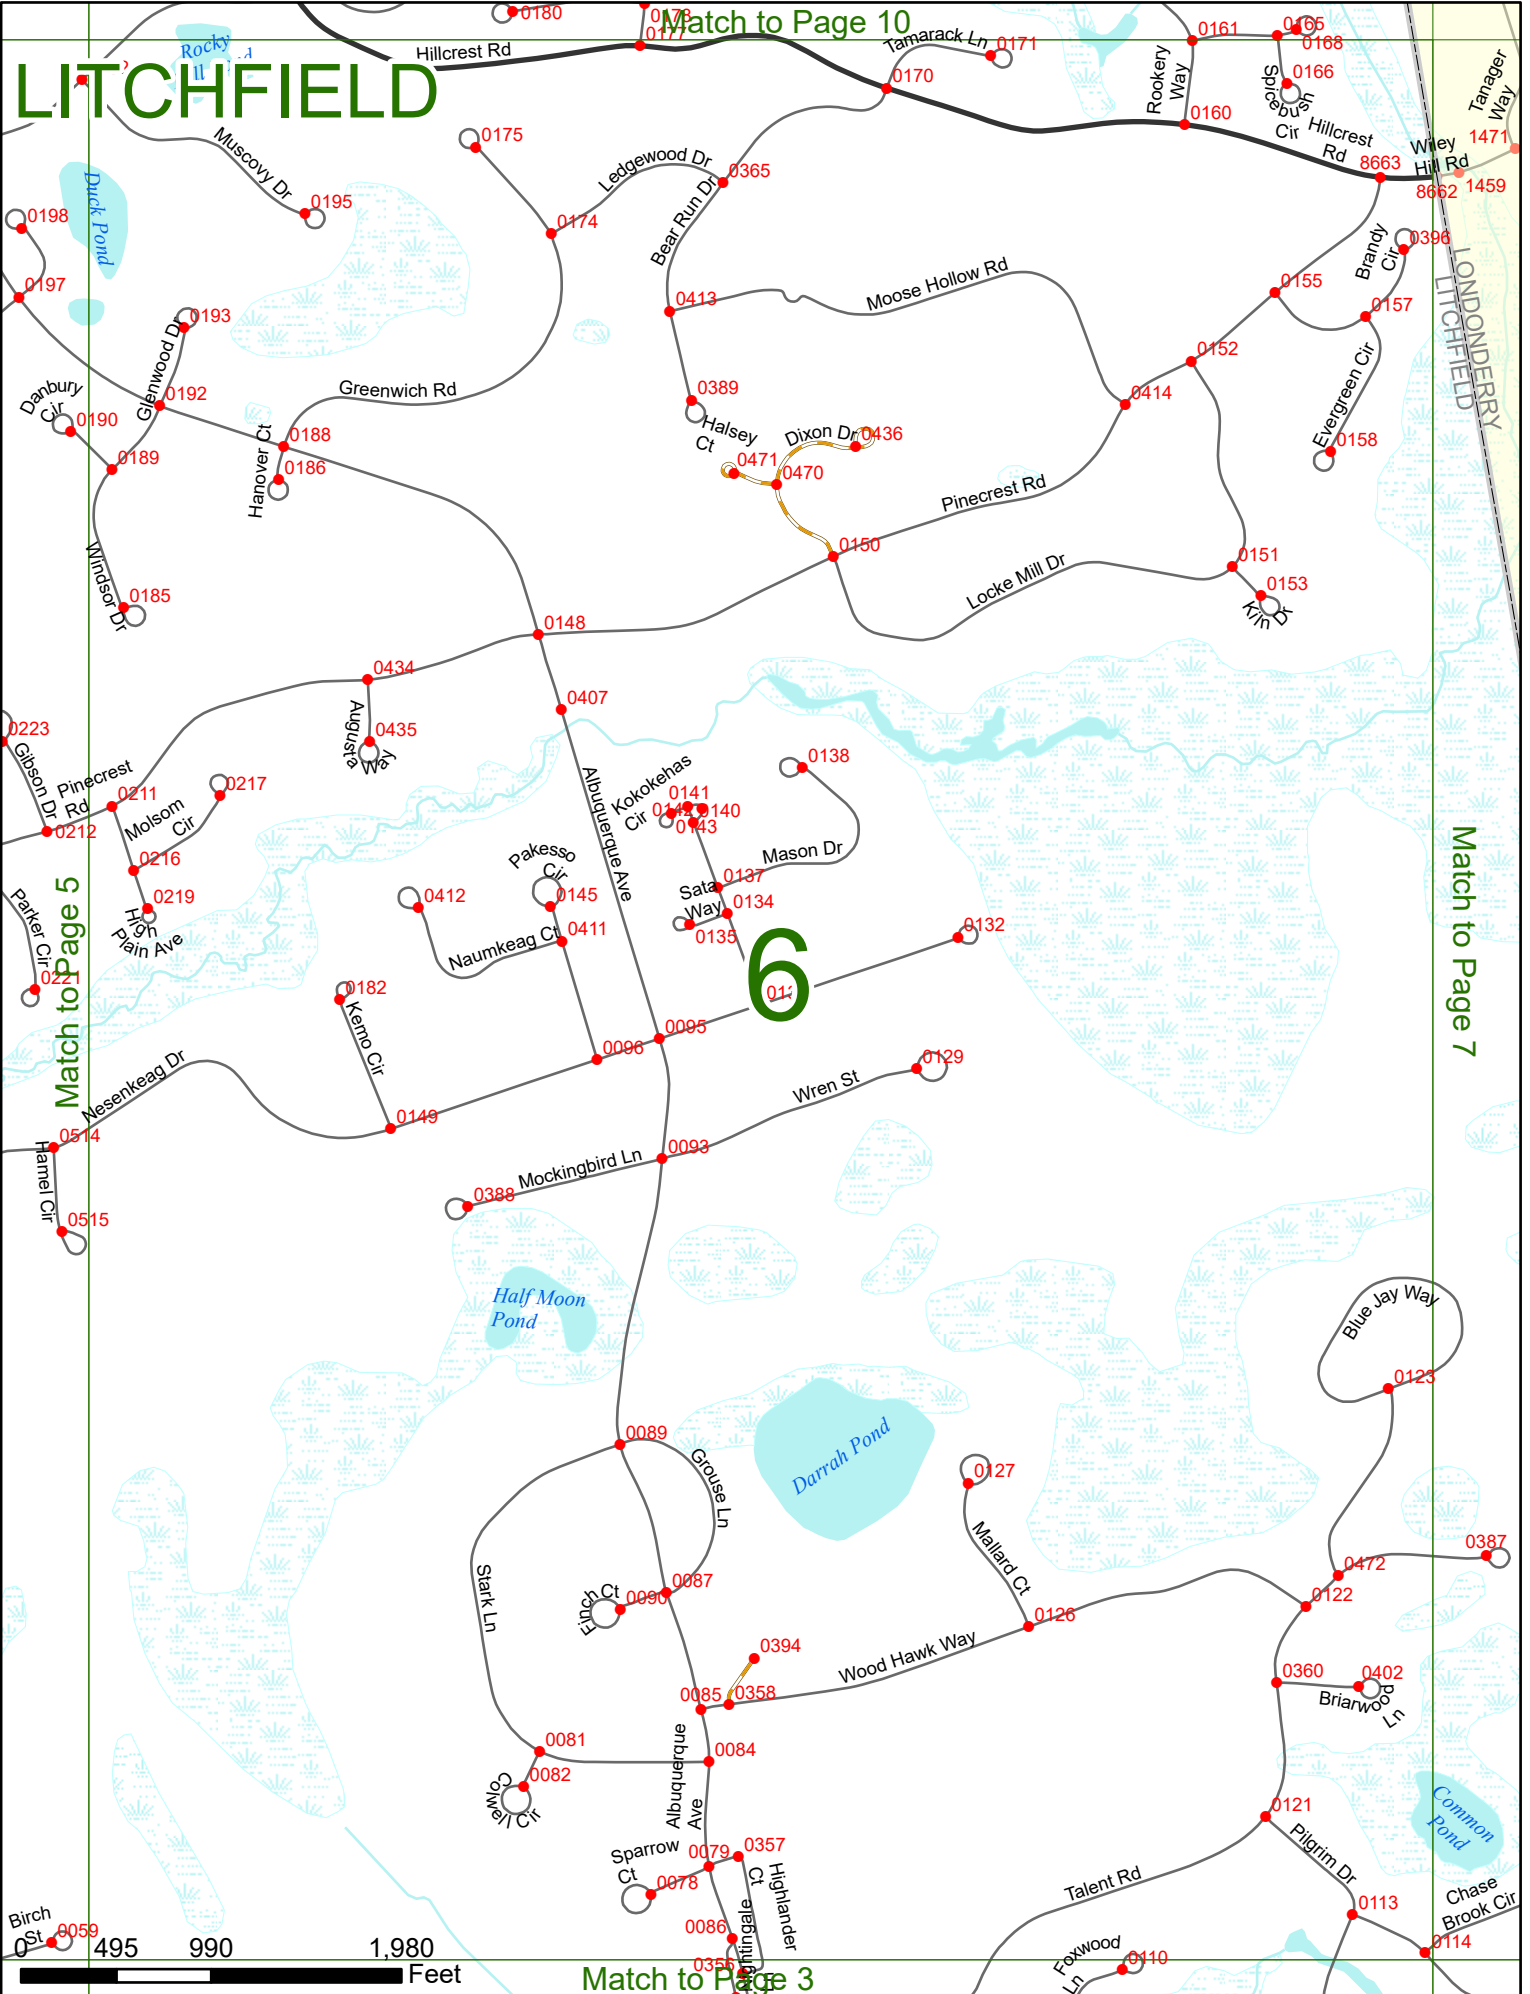 0180
0178
Match to Page 10
0177
Hillcrest Rd
Tamarack Ln
0171
0161
0165
0168
Rocky
LITCHFIELD
0170
Rookery
Way
0166
Spicebush
Cir
Tanager
Way
0175
Muscovy Dr
0160
Hillcrest
Rd
Wiley
Hill Rd
1471
Ledgewood Dr
0365
8663
8662
1459
Duck Pond
0195
0198
0174
Bear Run Dr
Brandy
Cir
0396
LONDONDERRY
LITCHFIELD
0197
0193
0413
Moose Hollow Rd
0155
0157
Glenwood Dr
0152
Danbury
Cir
0192
Greenwich Rd
0389
0414
Evergreen Cir
0190
Hanover Ct
0188
Halsey
Ct
Dixon Dr
0436
0158
0189
0186
0471
0470
Pinecrest Rd
Windsor Dr
0150
0185
Locke Mill Dr
0151
0153
Kiln Dr
0148
0434
0407
Augusta
Way
0435
0223
Gibson Dr
Pinecrest
Rd
0211
Molsom
Cir
0217
Albuquerque Ave
Kokokehas
Cir
0141
0142
0140
0143
0138
0212
0216
Pakesso
Cir
Mason Dr
0137
Parker Cir
Match to Page 5
0219
High
Plain Ave
0412
0145
Sata
Way
0134
0135
Match to Page 7
0411
Naumkeag Ct
0132
6
0221
0182
Kemo Cir
0095
0096
Nesenkeag Dr
0129
Wren St
0149
0514
0093
Hamel Cir
Mockingbird Ln
0388
0515
Half Moon
Pond
Blue Jay Way
0123
0089
Grouse Ln
Darrah Pond
0127
Mallard Ct
Stark Ln
0387
0472
Finch Ct
0090
0087
0122
0126
0394
Wood Hawk Way
0085
0358
0360
0402
Briarwood
Ln
0081
0084
Albuquerque
Ave
0082
Colwell Cir
Common
Pond
0121
Pilgrim Dr
Sparrow
Ct
0079
0357
Highlander
Ct
0078
Talent Rd
Chase
Brook Cir
0113
Birch
St
0059
0086
Nightingale
0114
Foxwood
Ln
0110
0356
0 495 990 1,980
Feet
Match to Page 3